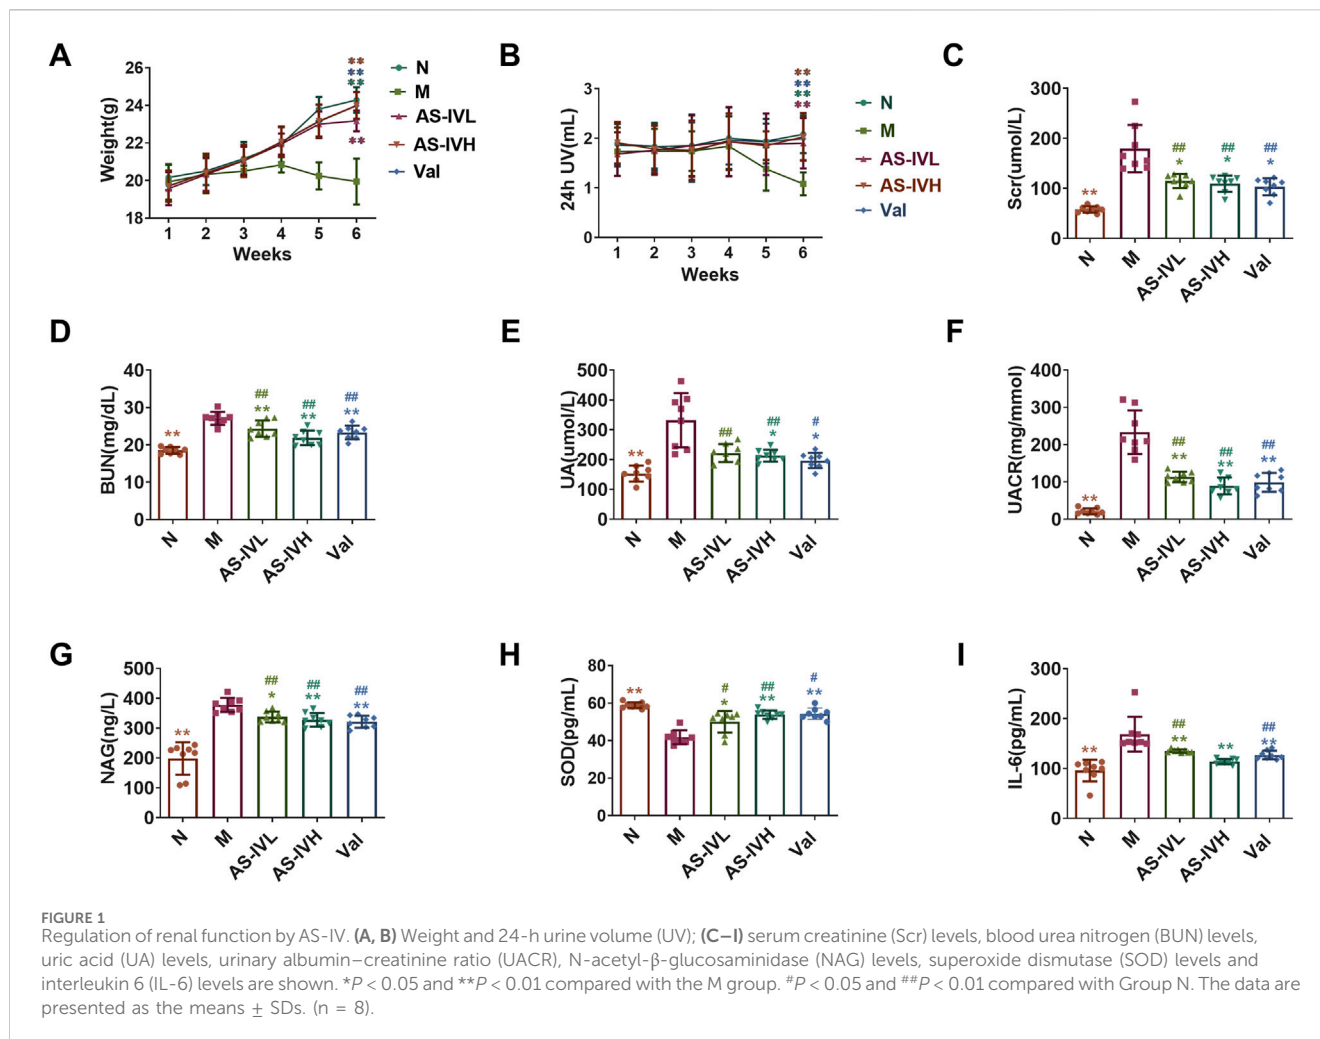 A
Weight(g)
26
24
22
20
18
1 2 3 4 5 6
Weeks
**
**
**
**
N
M
AS-IVL
AS-IVH
Val
B
24h UV(mL)
3
2
1
0
1 2 3 4 5 6
Weeks
**
**
**
**
N
M
AS-IVL
AS-IVH
Val
C
Scr(umol/L)
300
200
100
0
**
##
*
##
*
##
*
N M AS-IVL AS-IVH Val
D
BUN(mg/dL)
40
30
20
10
0
**
##
**
##
**
##
**
N M AS-IVL AS-IVH Val
E
UA(umol/L)
500
400
300
200
100
0
**
##
##
*
#
*
N M AS-IVL AS-IVH Val
F
UACR(mg/mmol)
400
300
200
100
0
**
##
**
##
**
##
**
N M AS-IVL AS-IVH Val
G
NAG(ng/L)
500
400
300
200
100
0
**
##
*
##
**
##
**
N M AS-IVL AS-IVH Val
H
SOD(pg/mL)
80
60
40
20
0
**
#
*
##
**
#
**
N M AS-IVL AS-IVH Val
I
IL-6(pg/mL)
300
200
100
0
**
##
**
**
##
**
N M AS-IVL AS-IVH Val
FIGURE 1
Regulation of renal function by AS-IV. (A, B) Weight and 24-h urine volume (UV); (C–I) serum creatinine (Scr) levels, blood urea nitrogen (BUN) levels,
uric acid (UA) levels, urinary albumin–creatinine ratio (UACR), N-acetyl-β-glucosaminidase (NAG) levels, superoxide dismutase (SOD) levels and
interleukin 6 (IL-6) levels are shown. *P < 0.05 and **P < 0.01 compared with the M group. #P < 0.05 and ##P < 0.01 compared with Group N. The data are
presented as the means ± SDs. (n = 8).